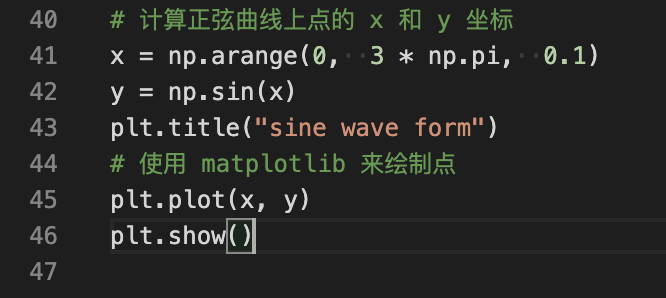 40 # 计算正弦曲线上点的 x 和 y 坐标
41 x = np.arange(0,  3 * np.pi,  0.1)
42 y = np.sin(x)
43 plt.title("sine wave form")
44 # 使用 matplotlib 来绘制点
45 plt.plot(x, y)
46 plt.show()
47